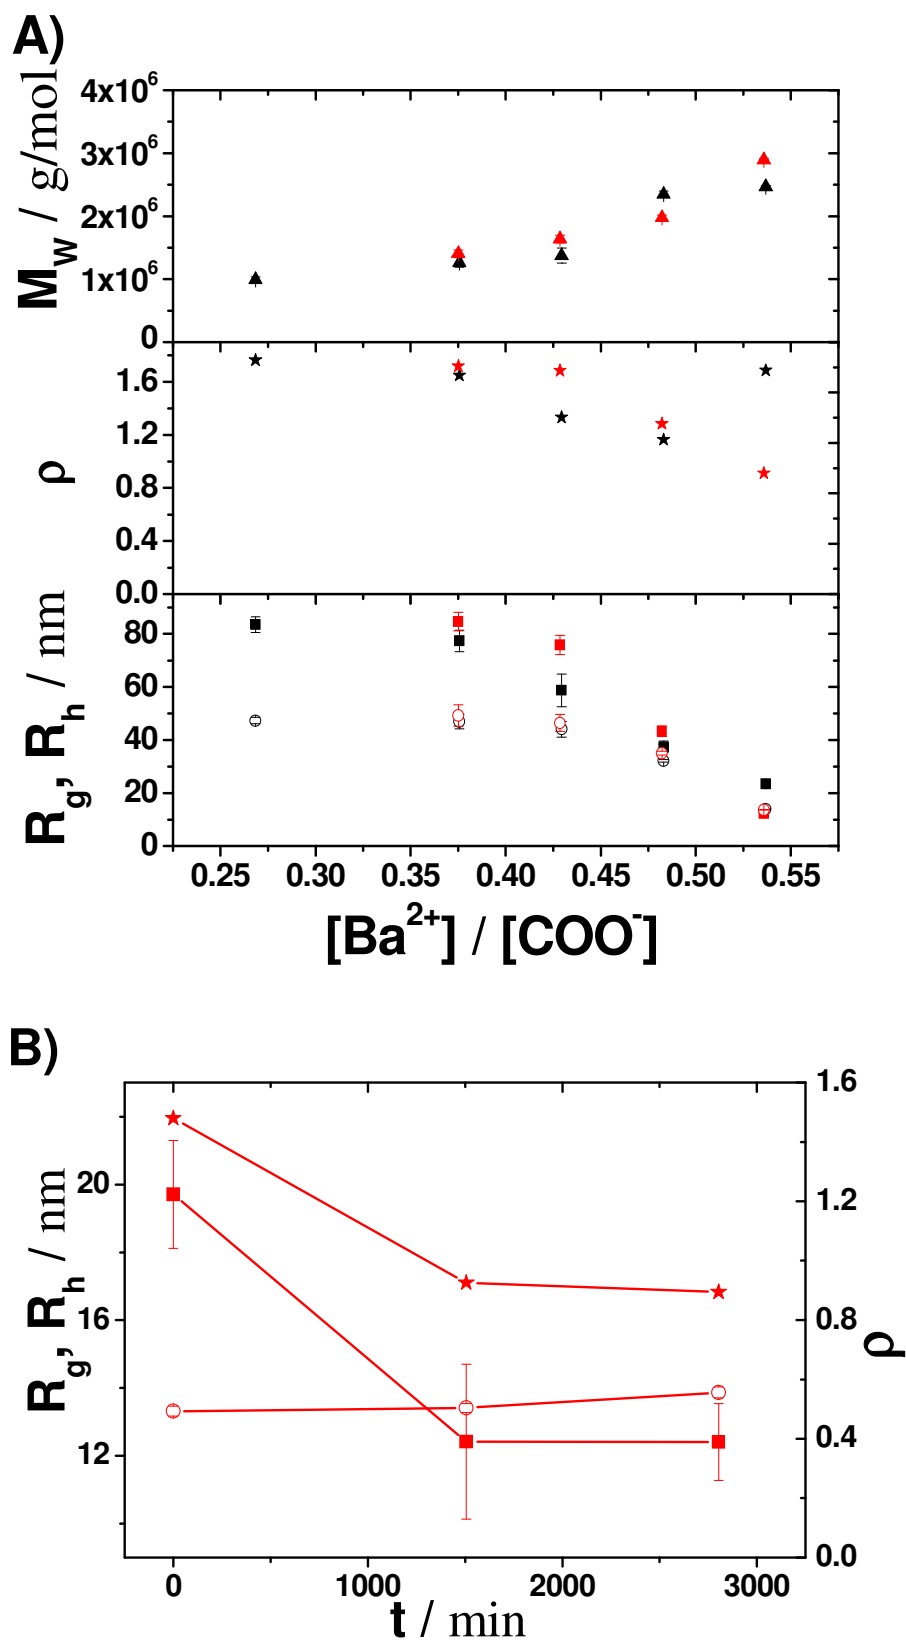 A)
M_W / g/mol
4x10^6
3x10^6
2x10^6
1x10^6
0
ρ
1.6
1.2
0.8
0.4
0.0
R_g, R_h / nm
80
60
40
20
0
0.25 0.30 0.35 0.40 0.45 0.50 0.55
[Ba^2+] / [COO^-]
B)
R_g, R_h / nm
20
16
12
1.6
1.2
0.8
0.4
0.0
ρ
0 1000 2000 3000
t / min